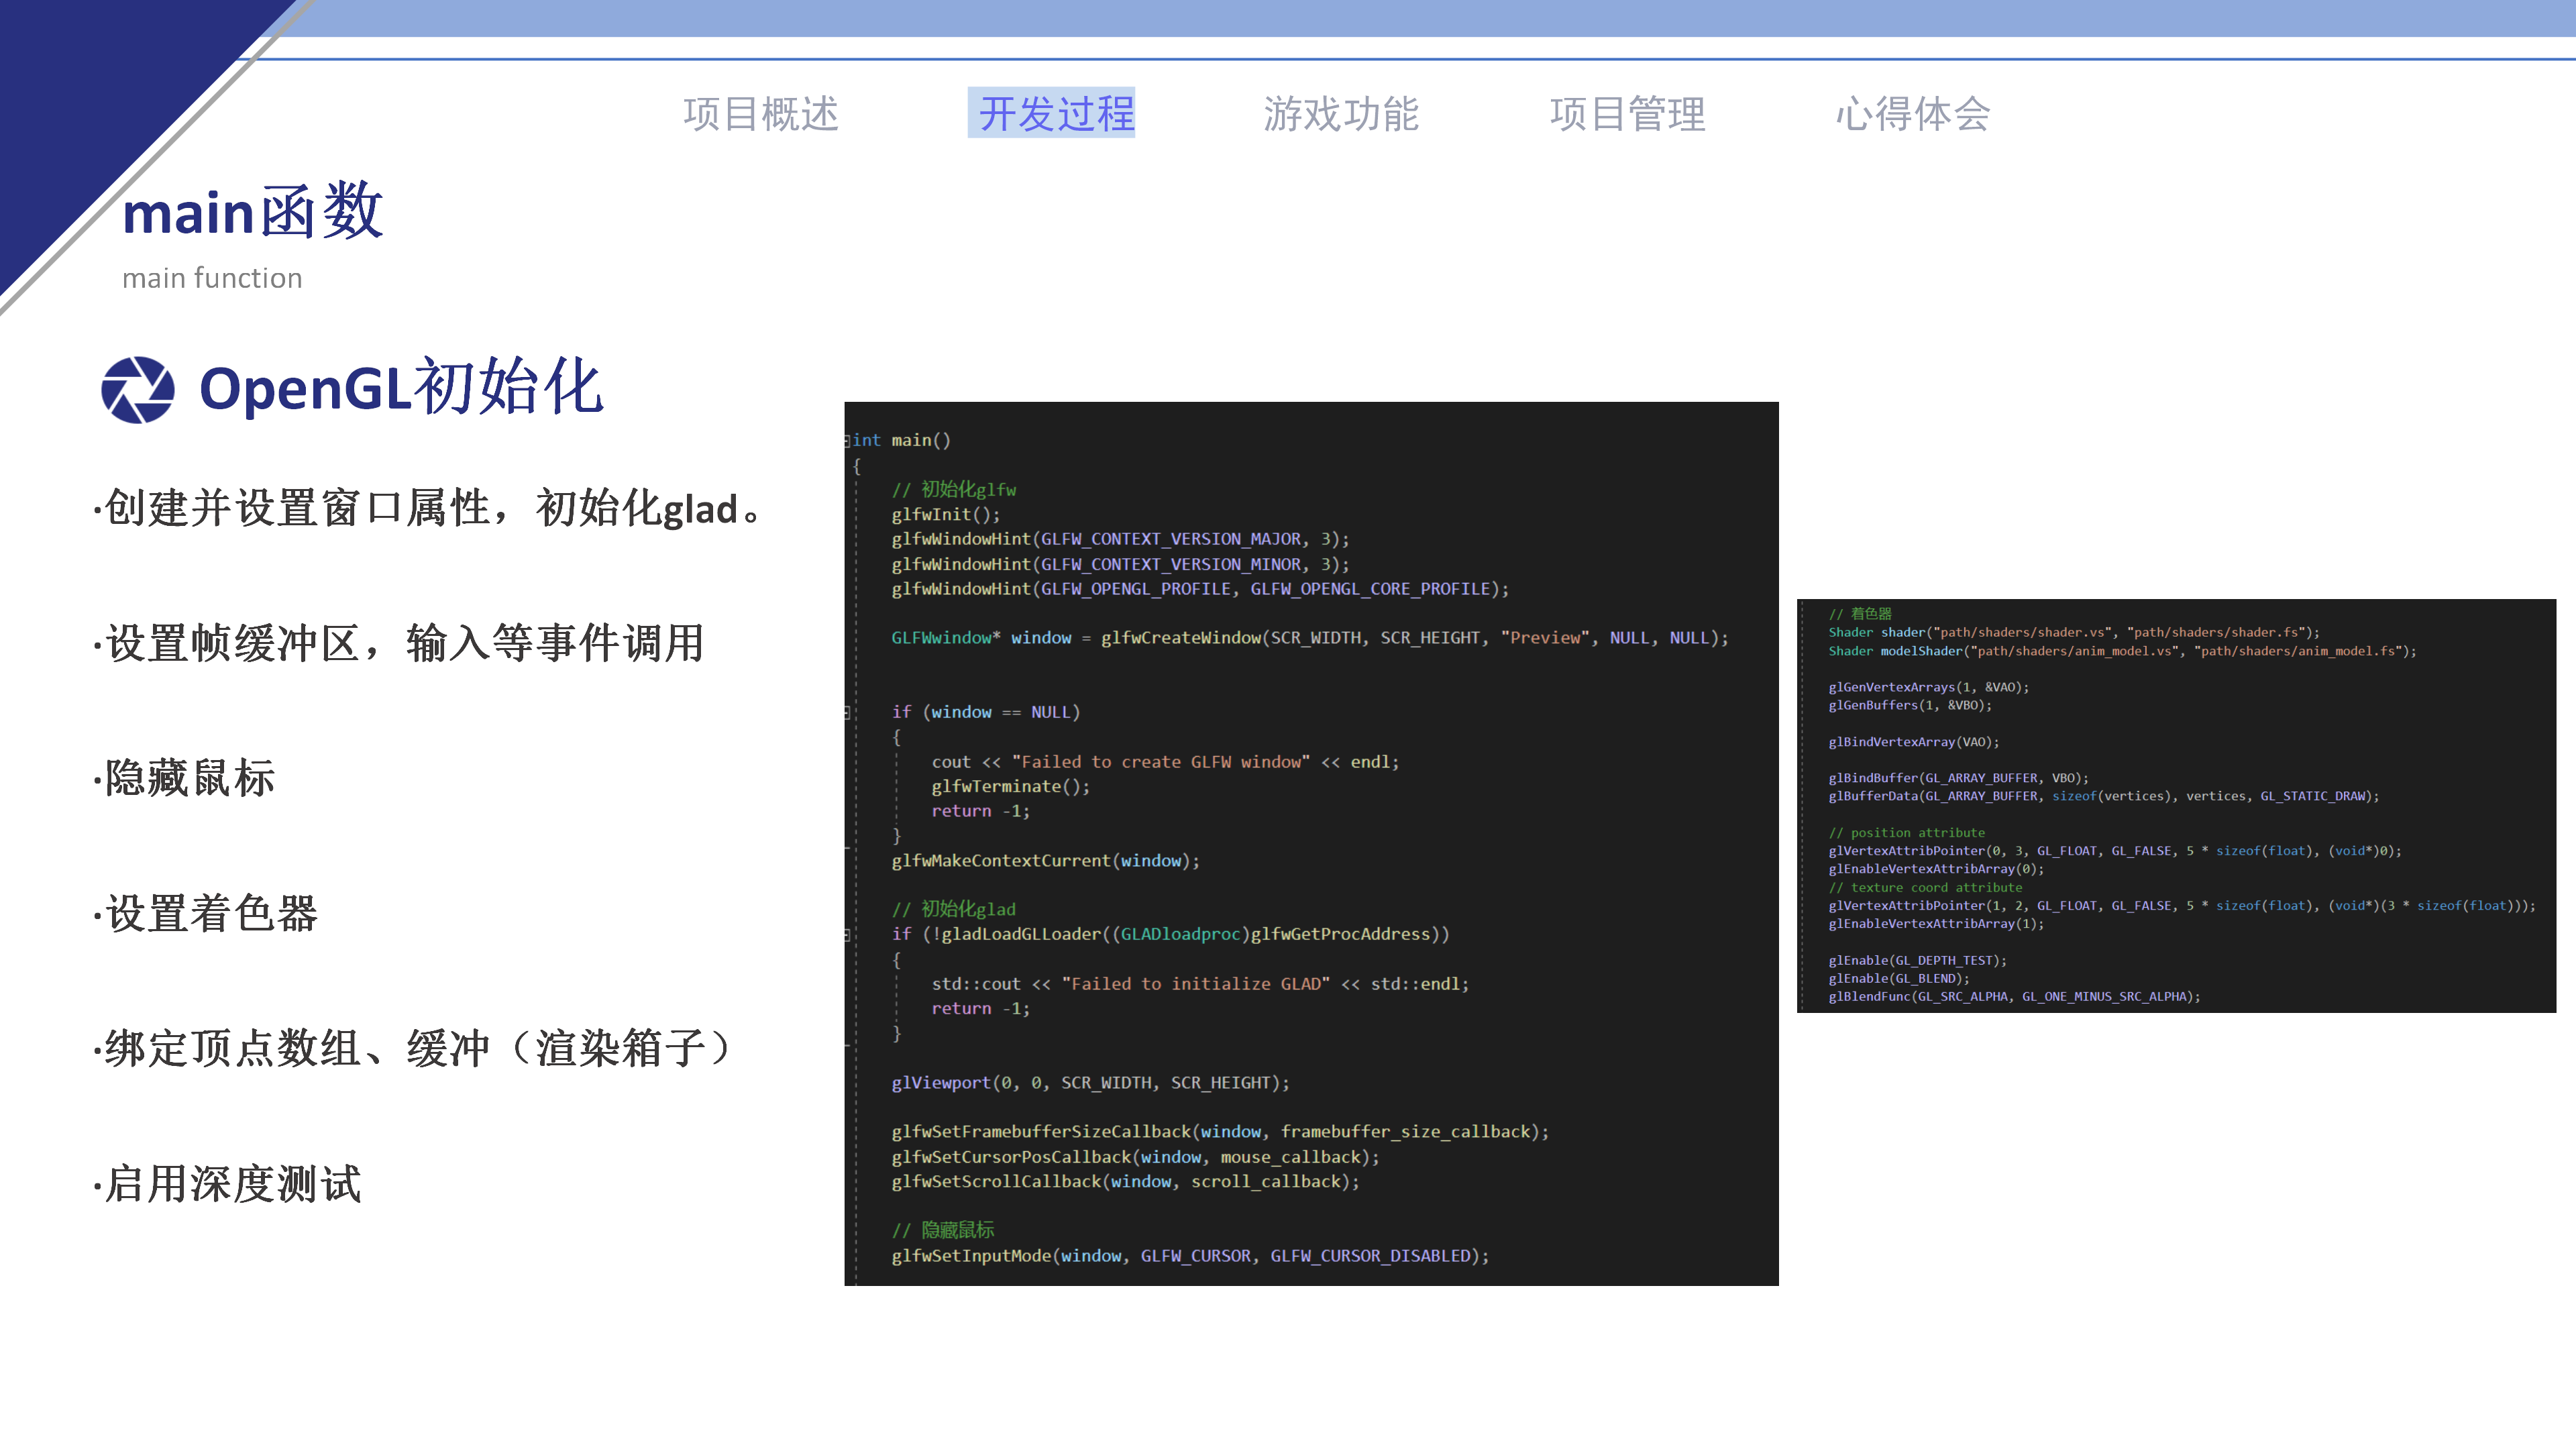 项目概述 开发过程 游戏功能 项目管理 心得体会
main函数
main function
OpenGL初始化
·创建并设置窗口属性，初始化glad。
·设置帧缓冲区，输入等事件调用
·隐藏鼠标
·设置着色器
·绑定顶点数组、缓冲（渲染箱子）
·启用深度测试
int main()
{
// 初始化glfw
glfwInit();
glfwWindowHint(GLFW_CONTEXT_VERSION_MAJOR, 3);
glfwWindowHint(GLFW_CONTEXT_VERSION_MINOR, 3);
glfwWindowHint(GLFW_OPENGL_PROFILE, GLFW_OPENGL_CORE_PROFILE);
GLFWwindow* window = glfwCreateWindow(SCR_WIDTH, SCR_HEIGHT, "Preview", NULL, NULL);
if (window == NULL)
{
cout << "Failed to create GLFW window" << endl;
glfwTerminate();
return -1;
}
glfwMakeContextCurrent(window);
// 初始化glad
if (!gladLoadGLLoader((GLADloadproc)glfwGetProcAddress))
{
std::cout << "Failed to initialize GLAD" << std::endl;
return -1;
}
glViewport(0, 0, SCR_WIDTH, SCR_HEIGHT);
glfwSetFramebufferSizeCallback(window, framebuffer_size_callback);
glfwSetCursorPosCallback(window, mouse_callback);
glfwSetScrollCallback(window, scroll_callback);
// 隐藏鼠标
glfwSetInputMode(window, GLFW_CURSOR, GLFW_CURSOR_DISABLED);
// 着色器
Shader shader("path/shaders/shader.vs", "path/shaders/shader.fs");
Shader modelShader("path/shaders/anim_model.vs", "path/shaders/anim_model.fs");
glGenVertexArrays(1, &VAO);
glGenBuffers(1, &VBO);
glBindVertexArray(VAO);
glBindBuffer(GL_ARRAY_BUFFER, VBO);
glBufferData(GL_ARRAY_BUFFER, sizeof(vertices), vertices, GL_STATIC_DRAW);
// position attribute
glVertexAttribPointer(0, 3, GL_FLOAT, GL_FALSE, 5 * sizeof(float), (void*)0);
glEnableVertexAttribArray(0);
// texture coord attribute
glVertexAttribPointer(1, 2, GL_FLOAT, GL_FALSE, 5 * sizeof(float), (void*)(3 * sizeof(float)));
glEnableVertexAttribArray(1);
glEnable(GL_DEPTH_TEST);
glEnable(GL_BLEND);
glBlendFunc(GL_SRC_ALPHA, GL_ONE_MINUS_SRC_ALPHA);